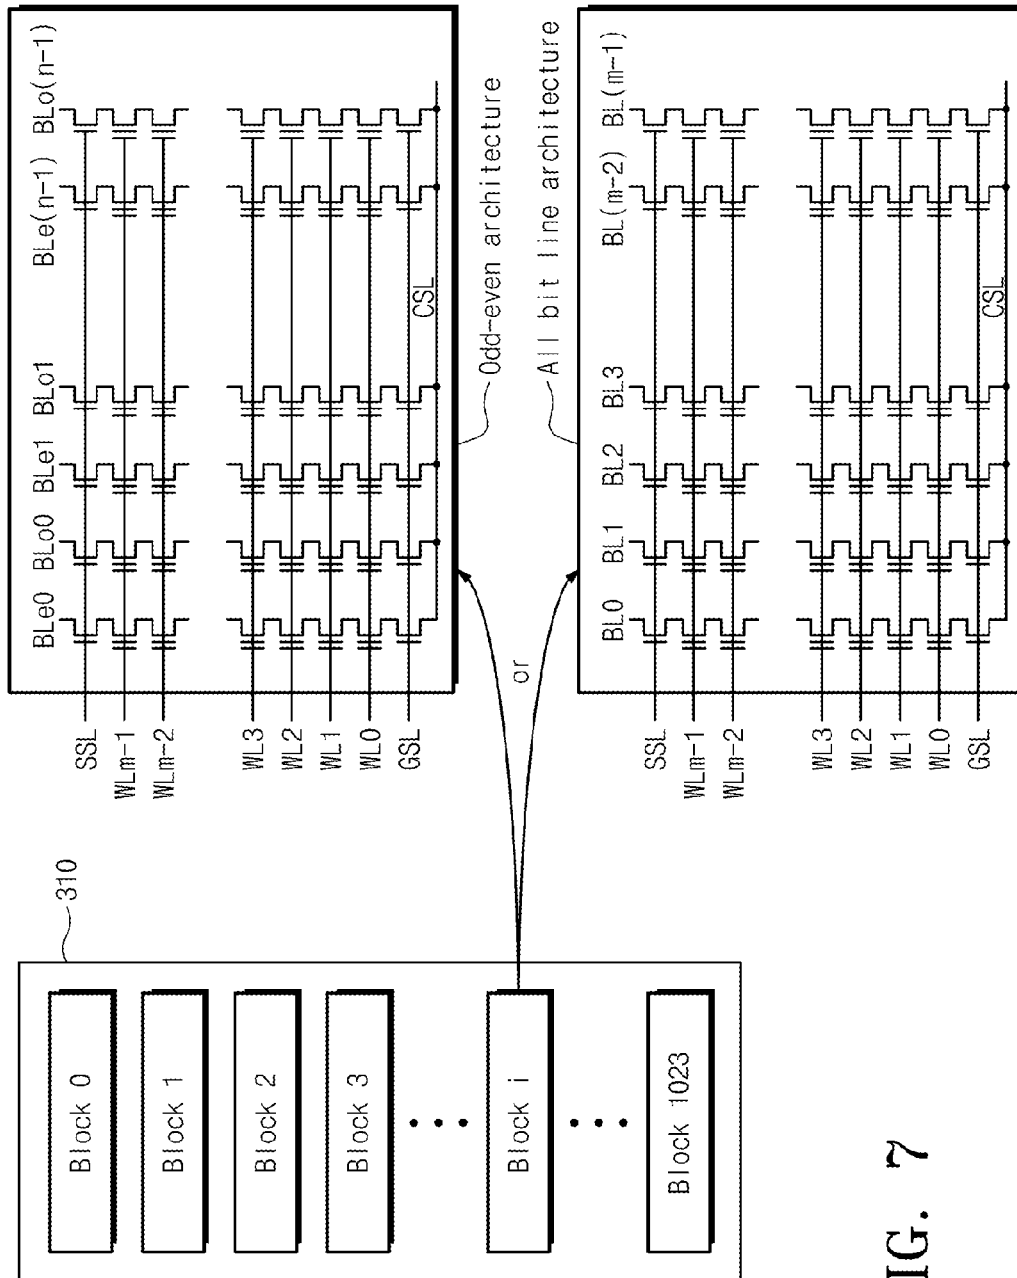 310
Block 0
Block 1
Block 2
Block 3
Block i
Block 1023
or
BLe0 BLo0 BLe1 BLo1 BLe(n-1) BLo(n-1)
SSL
WLm-1
WLm-2
WL3
WL2
WL1
WL0
GSL
CSL
Odd-even architecture
All bit line architecture
BL0 BL1 BL2 BL3 BL(m-2) BL(m-1)
SSL
WLm-1
WLm-2
WL3
WL2
WL1
WL0
GSL
CSL
IG. 7